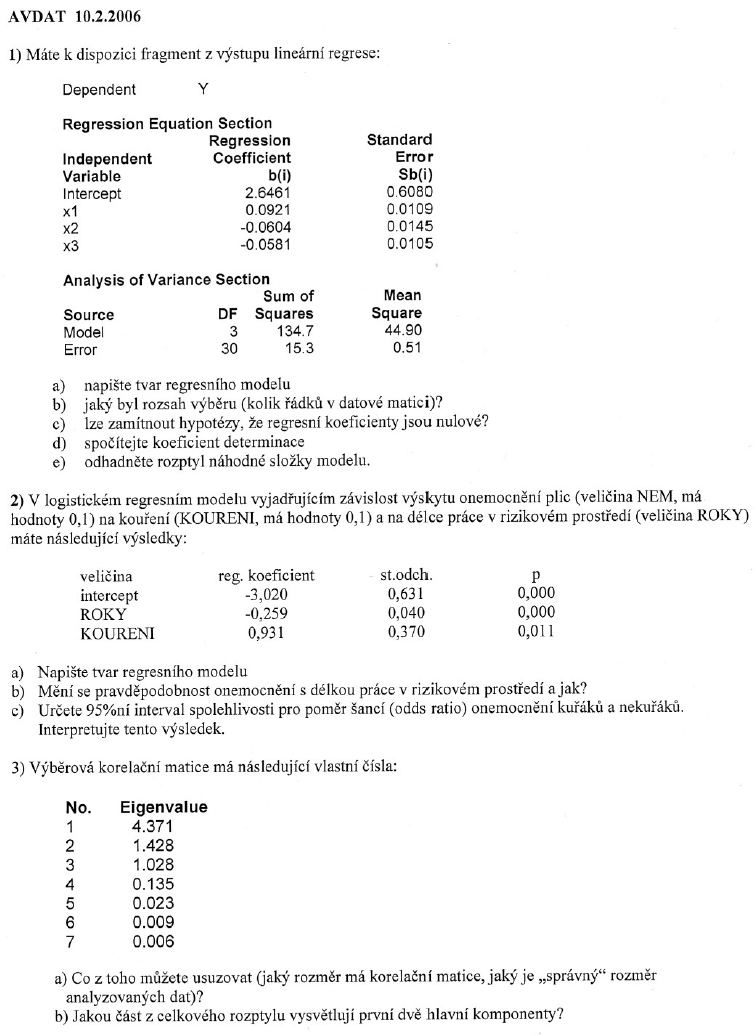 AVDAT 10.2.2006
1) Máte k dispozici fragment z výstupu lineární regrese:
Dependent Y
Regression Equation Section
Regression Standard
Independent Coefficient Error
Variable b(i) Sb(i)
Intercept 2.6461 0.6080
x1 0.0921 0.0109
x2 -0.0604 0.0145
x3 -0.0581 0.0105
Analysis of Variance Section
Sum of Mean
Source DF Squares Square
Model 3 134.7 44.90
Error 30 15.3 0.51
a) napište tvar regresního modelu
b) jaký byl rozsah výběru (kolik řádků v datové matici)?
c) lze zamítnout hypotézy, že regresní koeficienty jsou nulové?
d) spočítejte koeficient determinace
e) odhadněte rozptyl náhodné složky modelu.
2) V logistickém regresním modelu vyjadřujícím závislost výskytu onemocnění plic (veličina NEM, má
hodnoty 0,1) na kouření (KOURENI, má hodnoty 0,1) a na délce práce v rizikovém prostředí (veličina ROKY)
máte následující výsledky:
veličina reg. koeficient st.odch. p
intercept -3,020 0,631 0,000
ROKY -0,259 0,040 0,000
KOURENI 0,931 0,370 0,011
a) Napište tvar regresního modelu
b) Mění se pravděpodobnost onemocnění s délkou práce v rizikovém prostředí a jak?
c) Určete 95%ní interval spolehlivosti pro poměr šancí (odds ratio) onemocnění kuřáků a nekuřáků.
Interpretujte tento výsledek.
3) Výběrová korelační matice má následující vlastní čísla:
No. Eigenvalue
1 4.371
2 1.428
3 1.028
4 0.135
5 0.023
6 0.009
7 0.006
a) Co z toho můžete usuzovat (jaký rozměr má korelační matice, jaký je „správný“ rozměr
analyzovaných dat)?
b) Jakou část z celkového rozptylu vysvětlují první dvě hlavní komponenty?